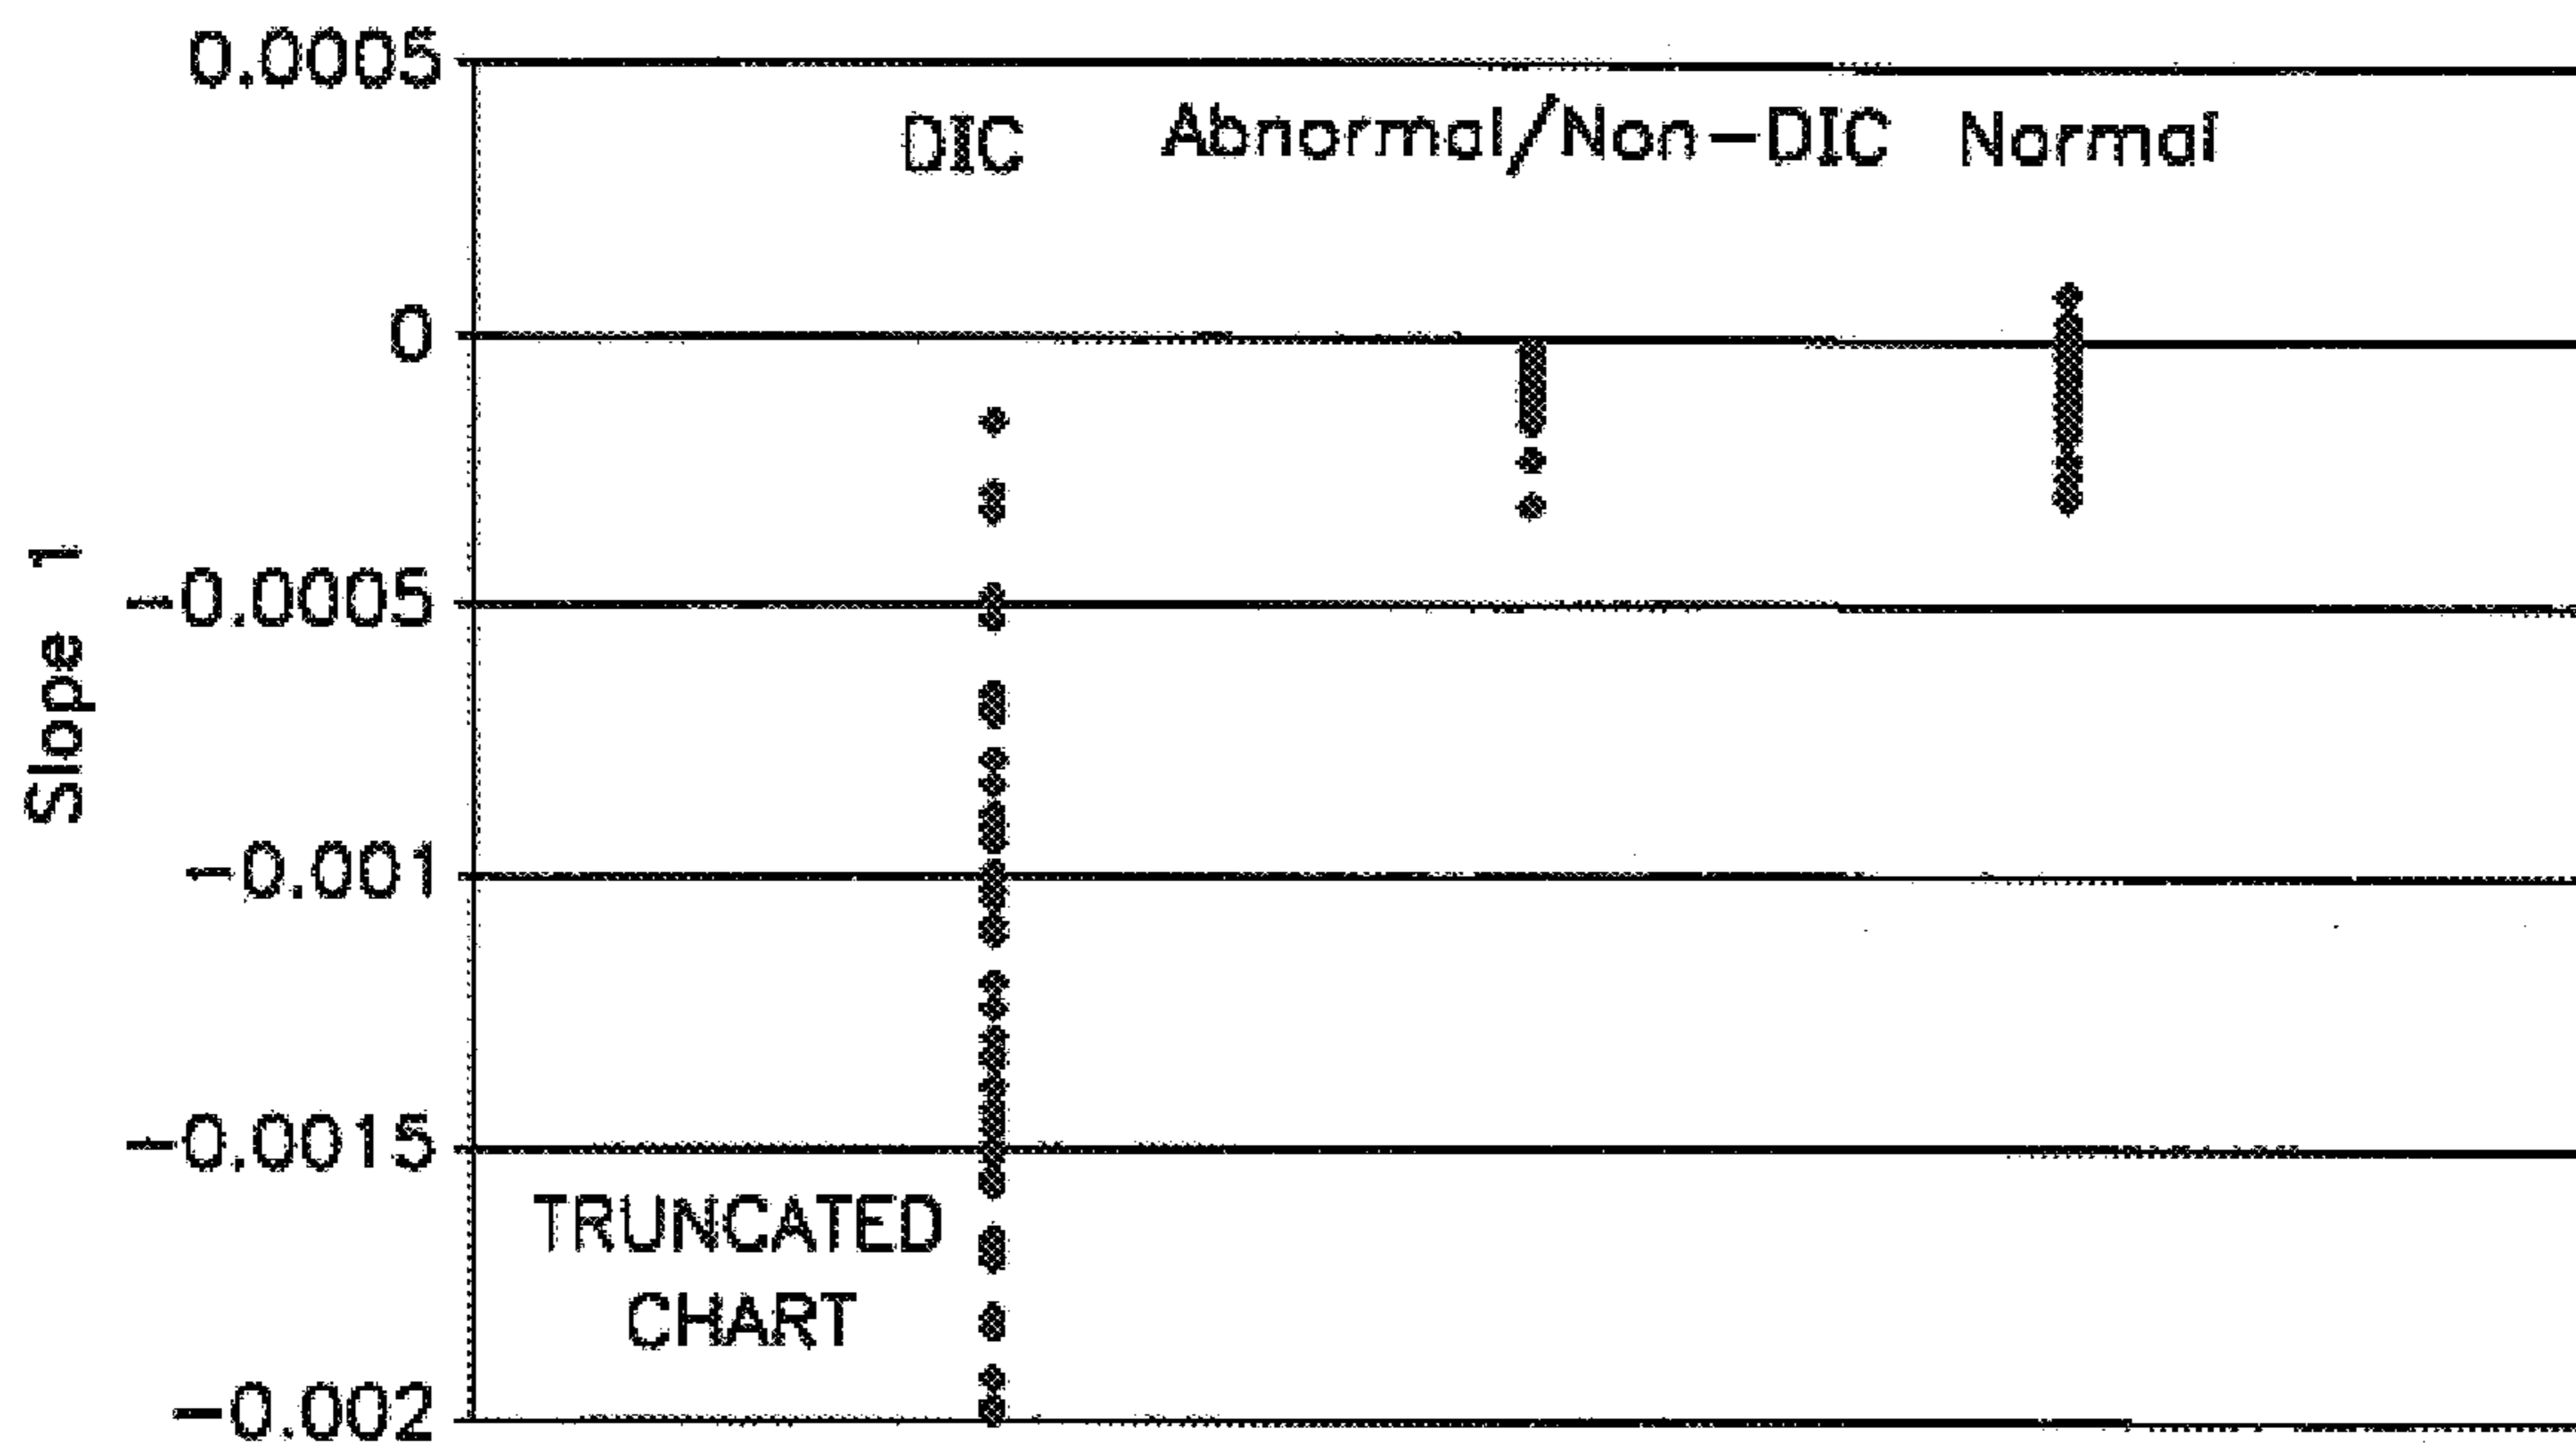 0.0005
DIC Abnormal/Non-DIC Normal
0
-0.0005
Slope 1
-0.001
-0.0015
TRUNCATED
CHART
-0.002